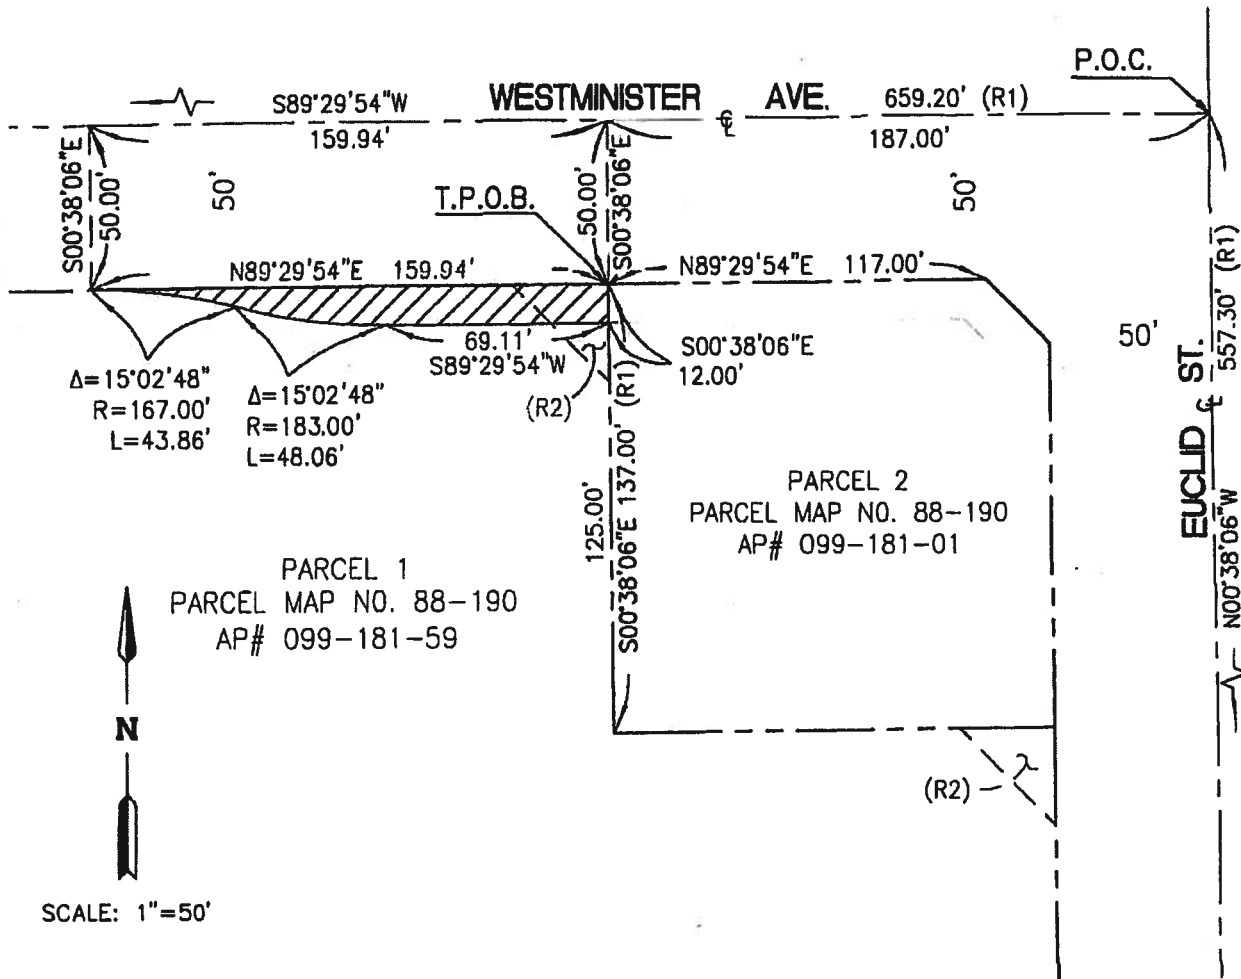 P.O.C.
S89°29'54"W
WESTMINISTER AVE.
659.20' (R1)
159.94'
℄
187.00'
S00°38'06"E
50.00'
50'
T.P.O.B.
50.00'
S00°38'06"E
50'
N89°29'54"E 159.94'
N89°29'54"E 117.00'
557.30' (R1)
50'
69.11'
S89°29'54"W
S00°38'06"E
12.00'
Δ=15°02'48"
R=167.00'
L=43.86'
Δ=15°02'48"
R=183.00'
L=48.06'
(R2)
EUCLID ℄ ST.
N00°38'06"W
125.00'
S00°38'06"E 137.00' (R1)
PARCEL 2
PARCEL MAP NO. 88-190
AP# 099-181-01
PARCEL 1
PARCEL MAP NO. 88-190
AP# 099-181-59
N
(R2)
SCALE: 1"=50'